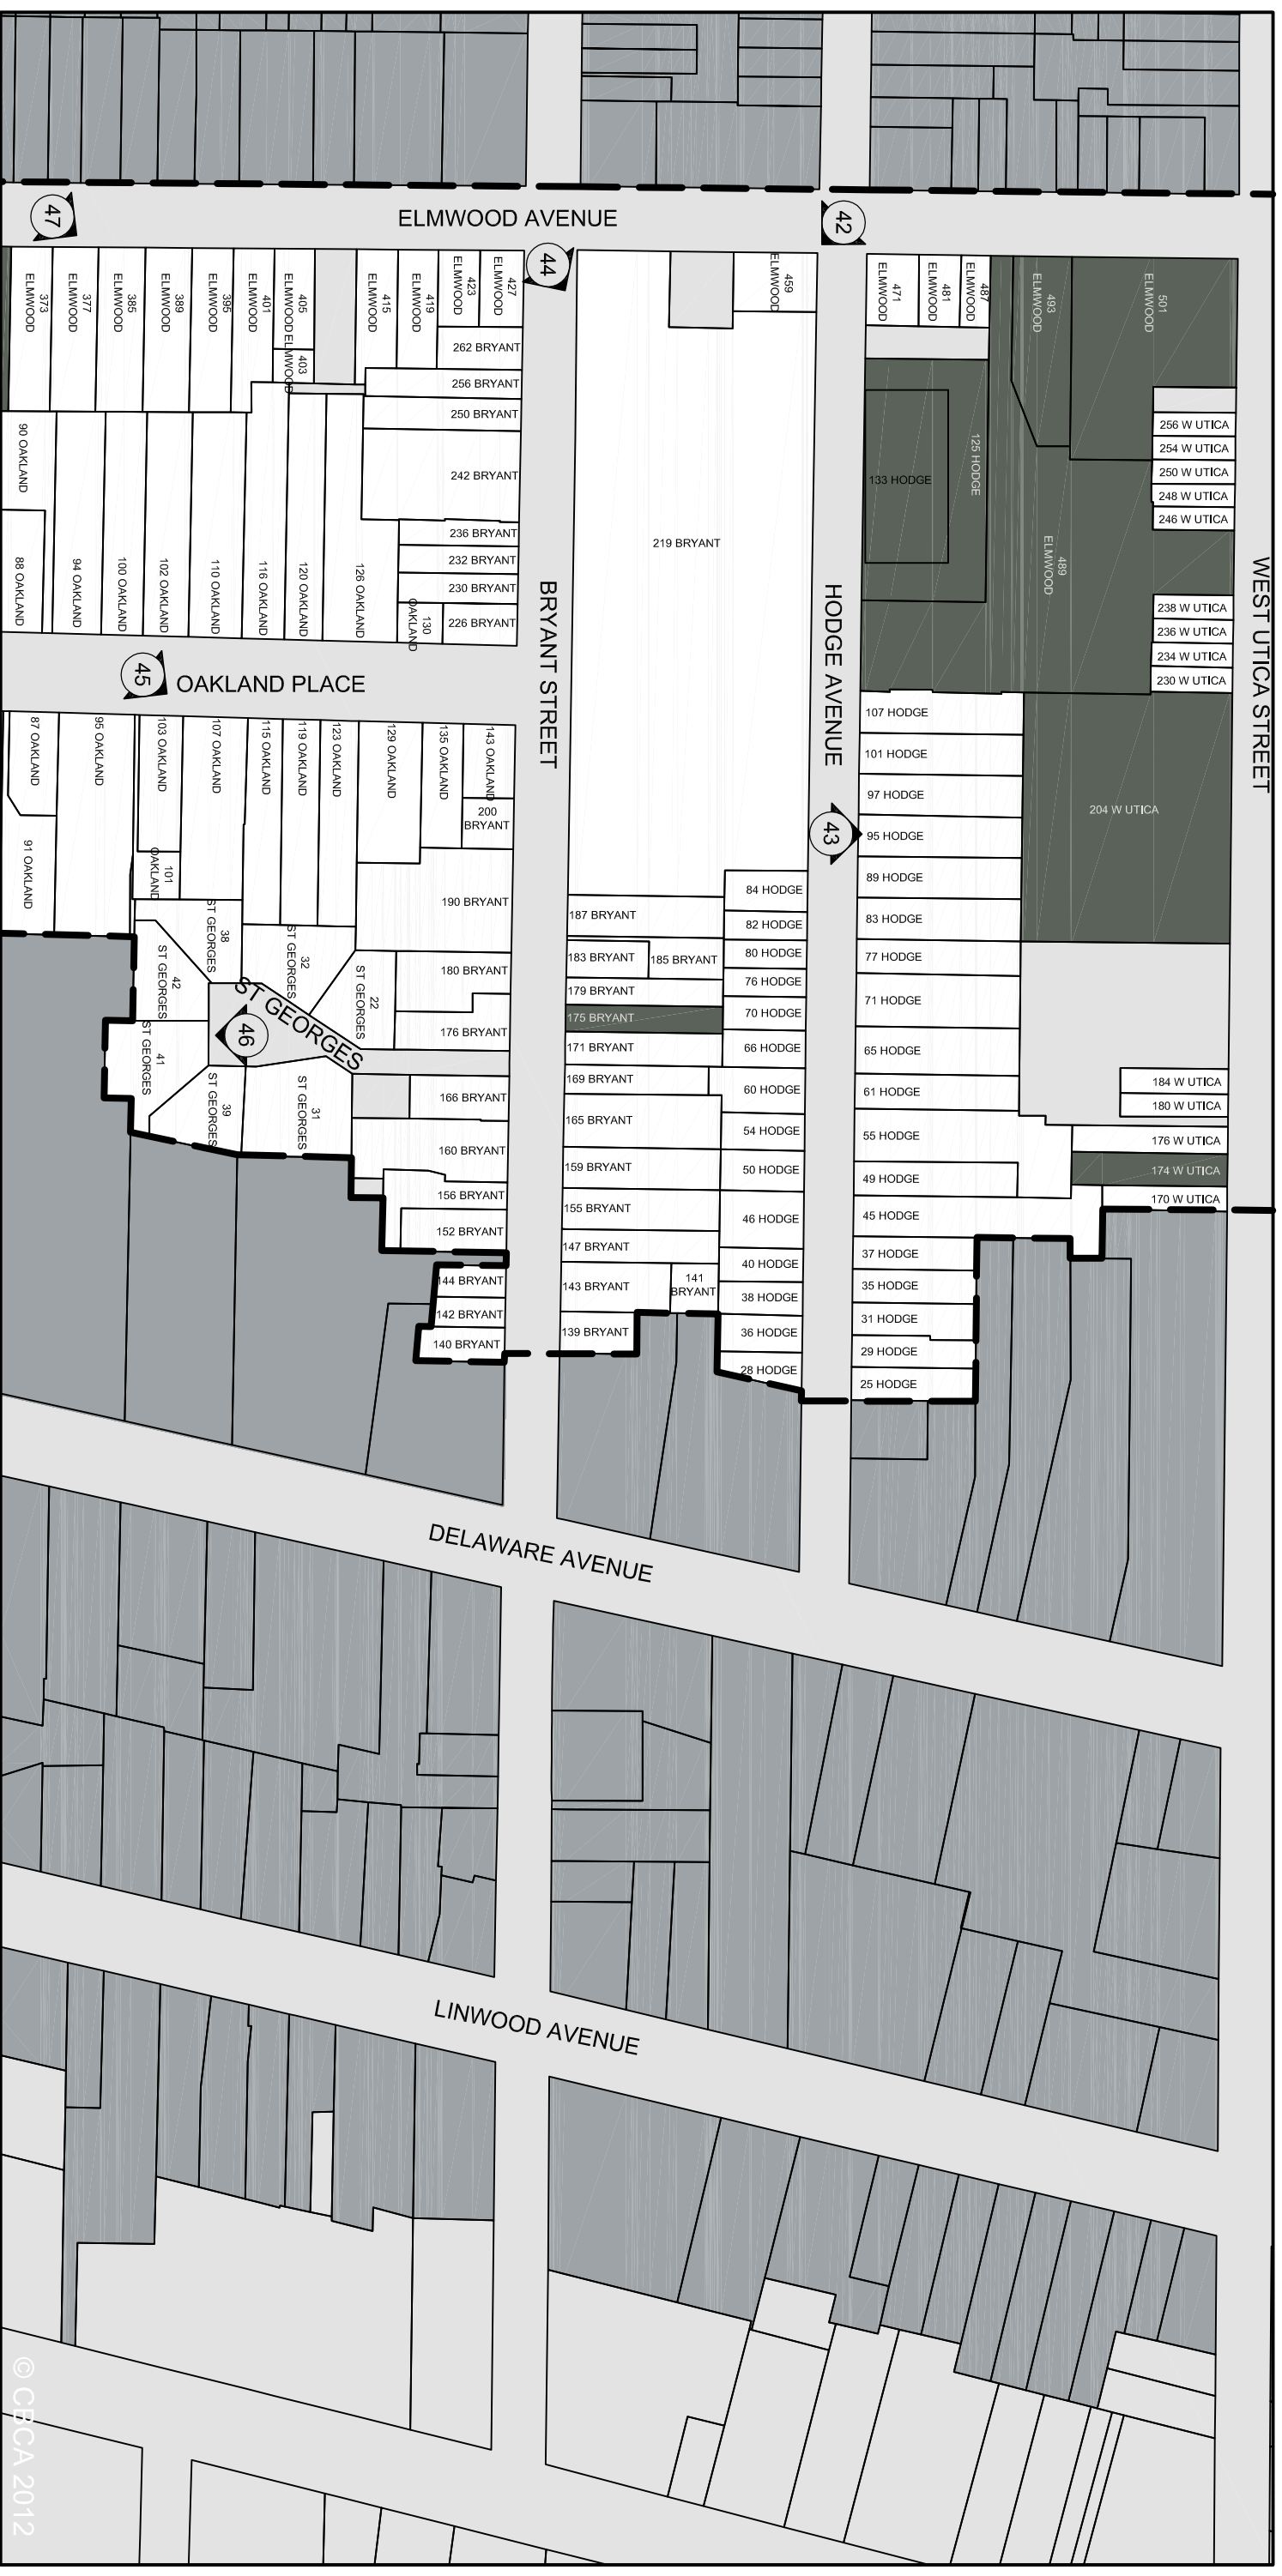 47
ELMWOOD AVENUE
42
44
373
ELMWOOD
377
ELMWOOD
385
ELMWOOD
389
ELMWOOD
395
ELMWOOD
401
ELMWOOD
405
ELMWOOD
403
ELMWOOD
415
ELMWOOD
419
ELMWOOD
423
ELMWOOD
427
ELMWOOD
459
ELMWOOD
471
ELMWOOD
481
ELMWOOD
487
ELMWOOD
493
ELMWOOD
501
ELMWOOD
489
ELMWOOD
262 BRYANT
256 BRYANT
250 BRYANT
242 BRYANT
236 BRYANT
232 BRYANT
230 BRYANT
226 BRYANT
130
OAKLAND
90 OAKLAND
88 OAKLAND
94 OAKLAND
100 OAKLAND
102 OAKLAND
110 OAKLAND
116 OAKLAND
120 OAKLAND
126 OAKLAND
219 BRYANT
133 HODGE
125 HODGE
256 W UTICA
254 W UTICA
250 W UTICA
248 W UTICA
246 W UTICA
238 W UTICA
236 W UTICA
234 W UTICA
230 W UTICA
WEST UTICA STREET
BRYANT STREET
HODGE AVENUE
45
OAKLAND PLACE
87 OAKLAND
91 OAKLAND
95 OAKLAND
103 OAKLAND
101
OAKLAND
107 OAKLAND
115 OAKLAND
119 OAKLAND
123 OAKLAND
129 OAKLAND
135 OAKLAND
143 OAKLAND
200
BRYANT
190 BRYANT
180 BRYANT
176 BRYANT
166 BRYANT
160 BRYANT
156 BRYANT
152 BRYANT
144 BRYANT
142 BRYANT
140 BRYANT
38
ST GEORGES
32
ST GEORGES
22
ST GEORGES
42
ST GEORGES
41
ST GEORGES
39
ST GEORGES
31
ST GEORGES
ST GEORGES
46
43
107 HODGE
101 HODGE
97 HODGE
95 HODGE
89 HODGE
83 HODGE
77 HODGE
71 HODGE
65 HODGE
61 HODGE
55 HODGE
49 HODGE
45 HODGE
37 HODGE
35 HODGE
31 HODGE
29 HODGE
25 HODGE
204 W UTICA
184 W UTICA
180 W UTICA
176 W UTICA
174 W UTICA
170 W UTICA
187 BRYANT
183 BRYANT
185 BRYANT
179 BRYANT
175 BRYANT
171 BRYANT
169 BRYANT
165 BRYANT
159 BRYANT
155 BRYANT
147 BRYANT
143 BRYANT
141
BRYANT
139 BRYANT
84 HODGE
82 HODGE
80 HODGE
76 HODGE
70 HODGE
66 HODGE
60 HODGE
54 HODGE
50 HODGE
46 HODGE
40 HODGE
38 HODGE
36 HODGE
28 HODGE
DELAWARE AVENUE
LINWOOD AVENUE
© CBCA 2012